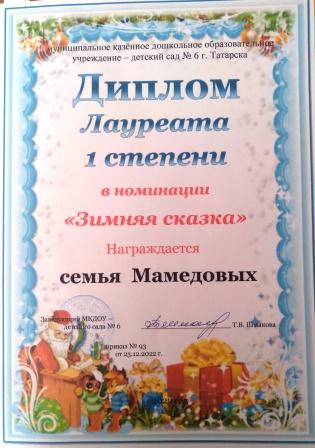 муниципальное казённое дошкольное образовательное
учреждение – детский сад № 6 г. Татарска
Диплом
Лауреата
1 степени
в номинации
«Зимняя сказка»
Награждается
семья Мамедовых
Заведующий МКДОУ –
детского сада № 6
Т.В. Шмакова
приказ № 93
от 23.12.2022 г.